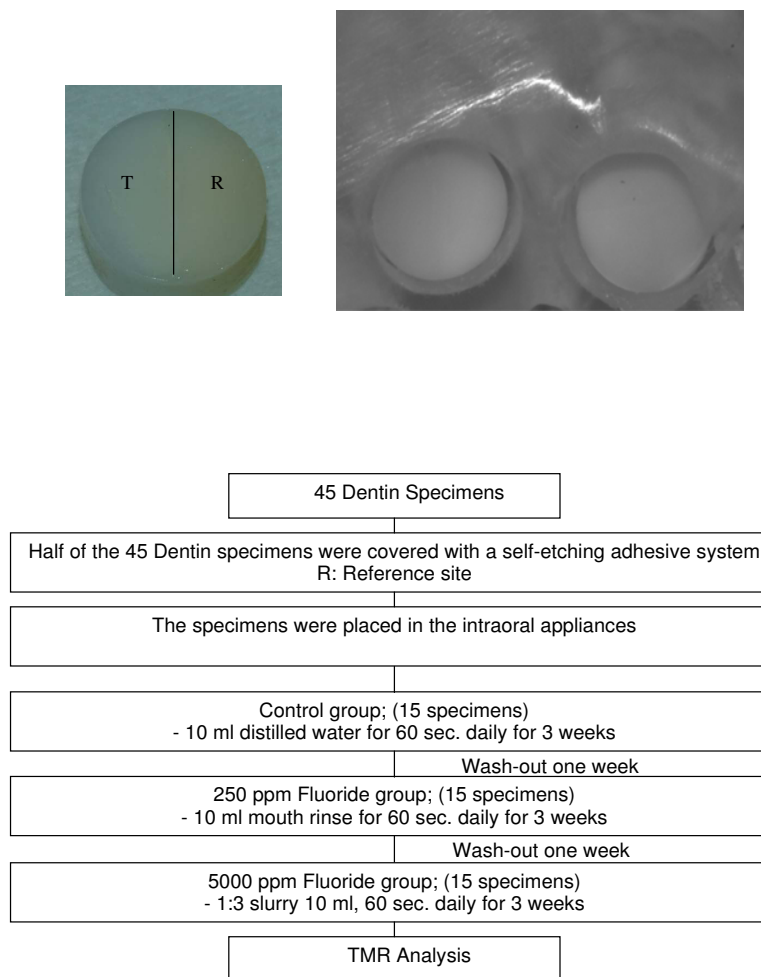 T
R
45 Dentin Specimens
Half of the 45 Dentin specimens were covered with a self-etching adhesive system
R: Reference site
The specimens were placed in the intraoral appliances
Control group; (15 specimens)
- 10 ml distilled water for 60 sec. daily for 3 weeks
Wash-out one week
250 ppm Fluoride group; (15 specimens)
- 10 ml mouth rinse for 60 sec. daily for 3 weeks
Wash-out one week
5000 ppm Fluoride group; (15 specimens)
- 1:3 slurry 10 ml, 60 sec. daily for 3 weeks
TMR Analysis